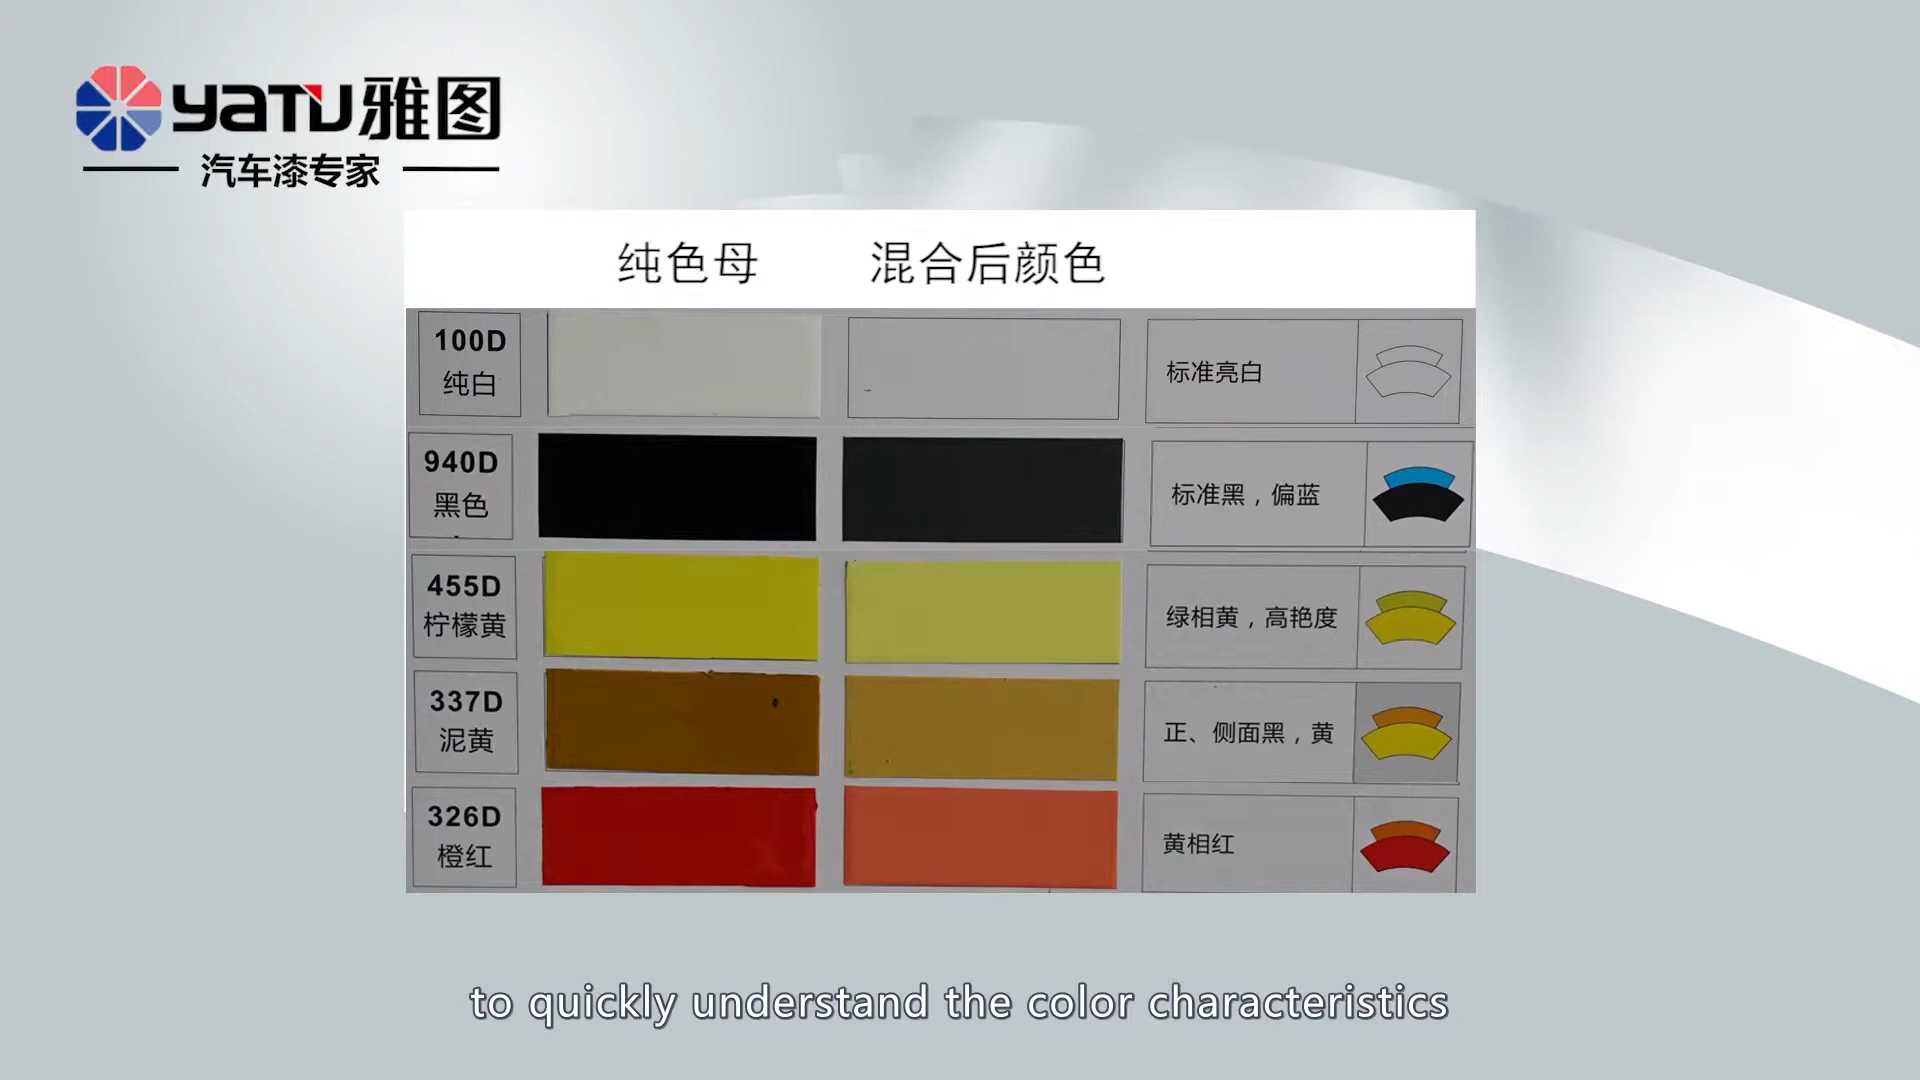 yatu雅图
汽车漆专家
纯色母 混合后颜色
100D
纯白
标准亮白
940D
黑色
标准黑，偏蓝
455D
柠檬黄
绿相黄，高艳度
337D
泥黄
正、侧面黑，黄
326D
橙红
黄相红
to quickly understand the color characteristics